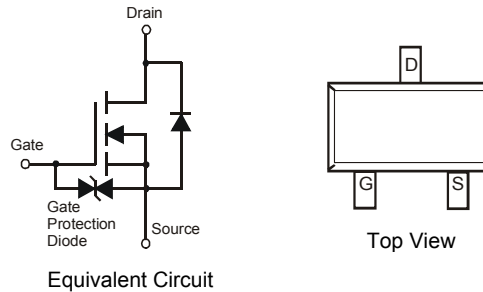 Drain
Gate
Gate
Protection
Diode
Source
Equivalent Circuit
D
G
S
Top View